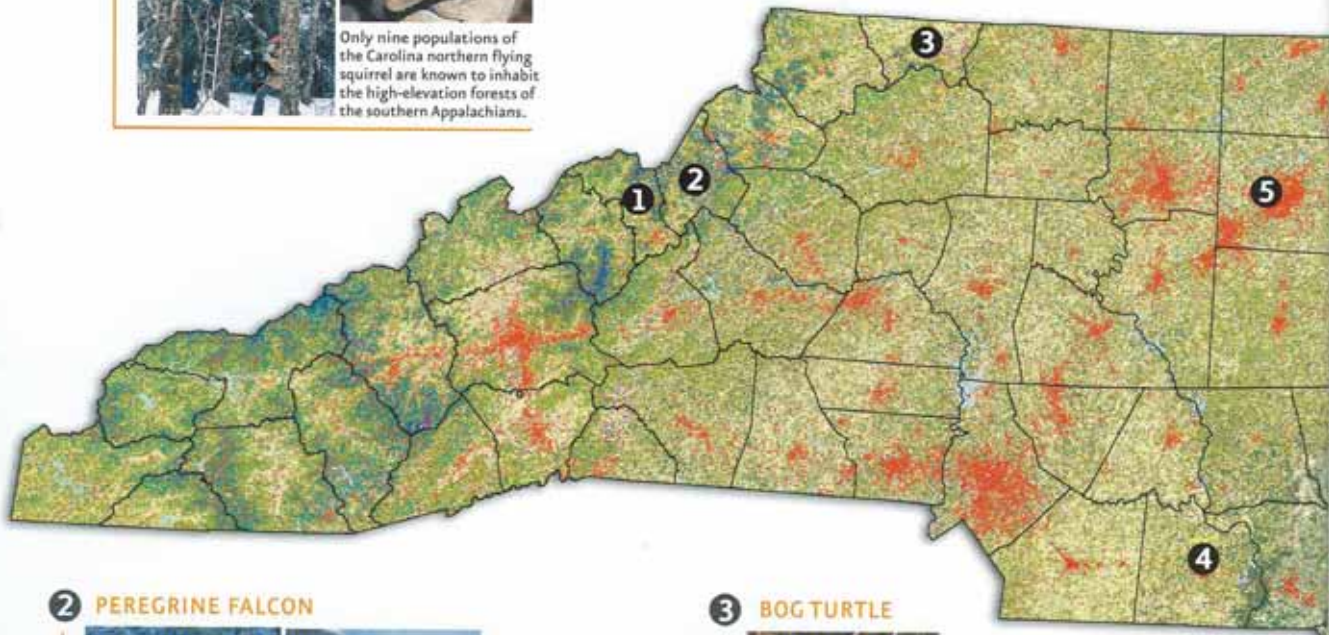 Only nine populations of
the Carolina northern flying
squirrel are known to inhabit
the high-elevation forests of
the southern Appalachians.
3
2
1
5
4
2 PEREGRINE FALCON
3 BOG TURTLE